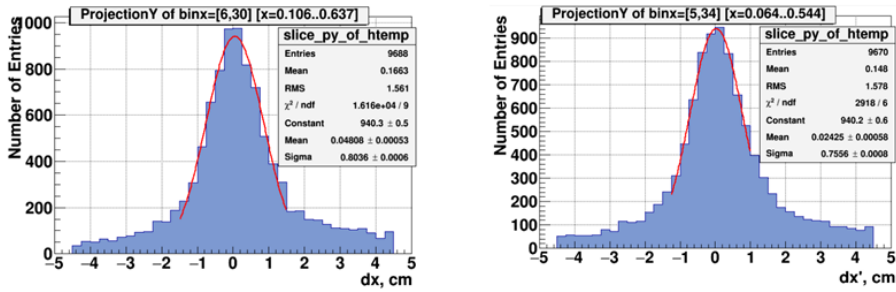 ProjectionY of binx=[6,30] [x=0.106..0.637]
slice_py_of_htemp
Entries 9688
Mean 0.1663
RMS 1.561
χ² / ndf 1.616e+04 / 9
Constant 940.3 ± 0.5
Mean 0.04808 ± 0.00053
Sigma 0.8036 ± 0.0006
Number of Entries
1000
800
600
400
200
0
−5 −4 −3 −2 −1 0 1 2 3 4 5
dx, cm
ProjectionY of binx=[5,34] [x=0.064..0.544]
slice_py_of_htemp
Entries 9670
Mean 0.148
RMS 1.578
χ² / ndf 2918 / 6
Constant 940.2 ± 0.6
Mean 0.02425 ± 0.00058
Sigma 0.7556 ± 0.0008
Number of Entries
900
800
700
600
500
400
300
200
100
0
−5 −4 −3 −2 −1 0 1 2 3 4 5
dx', cm